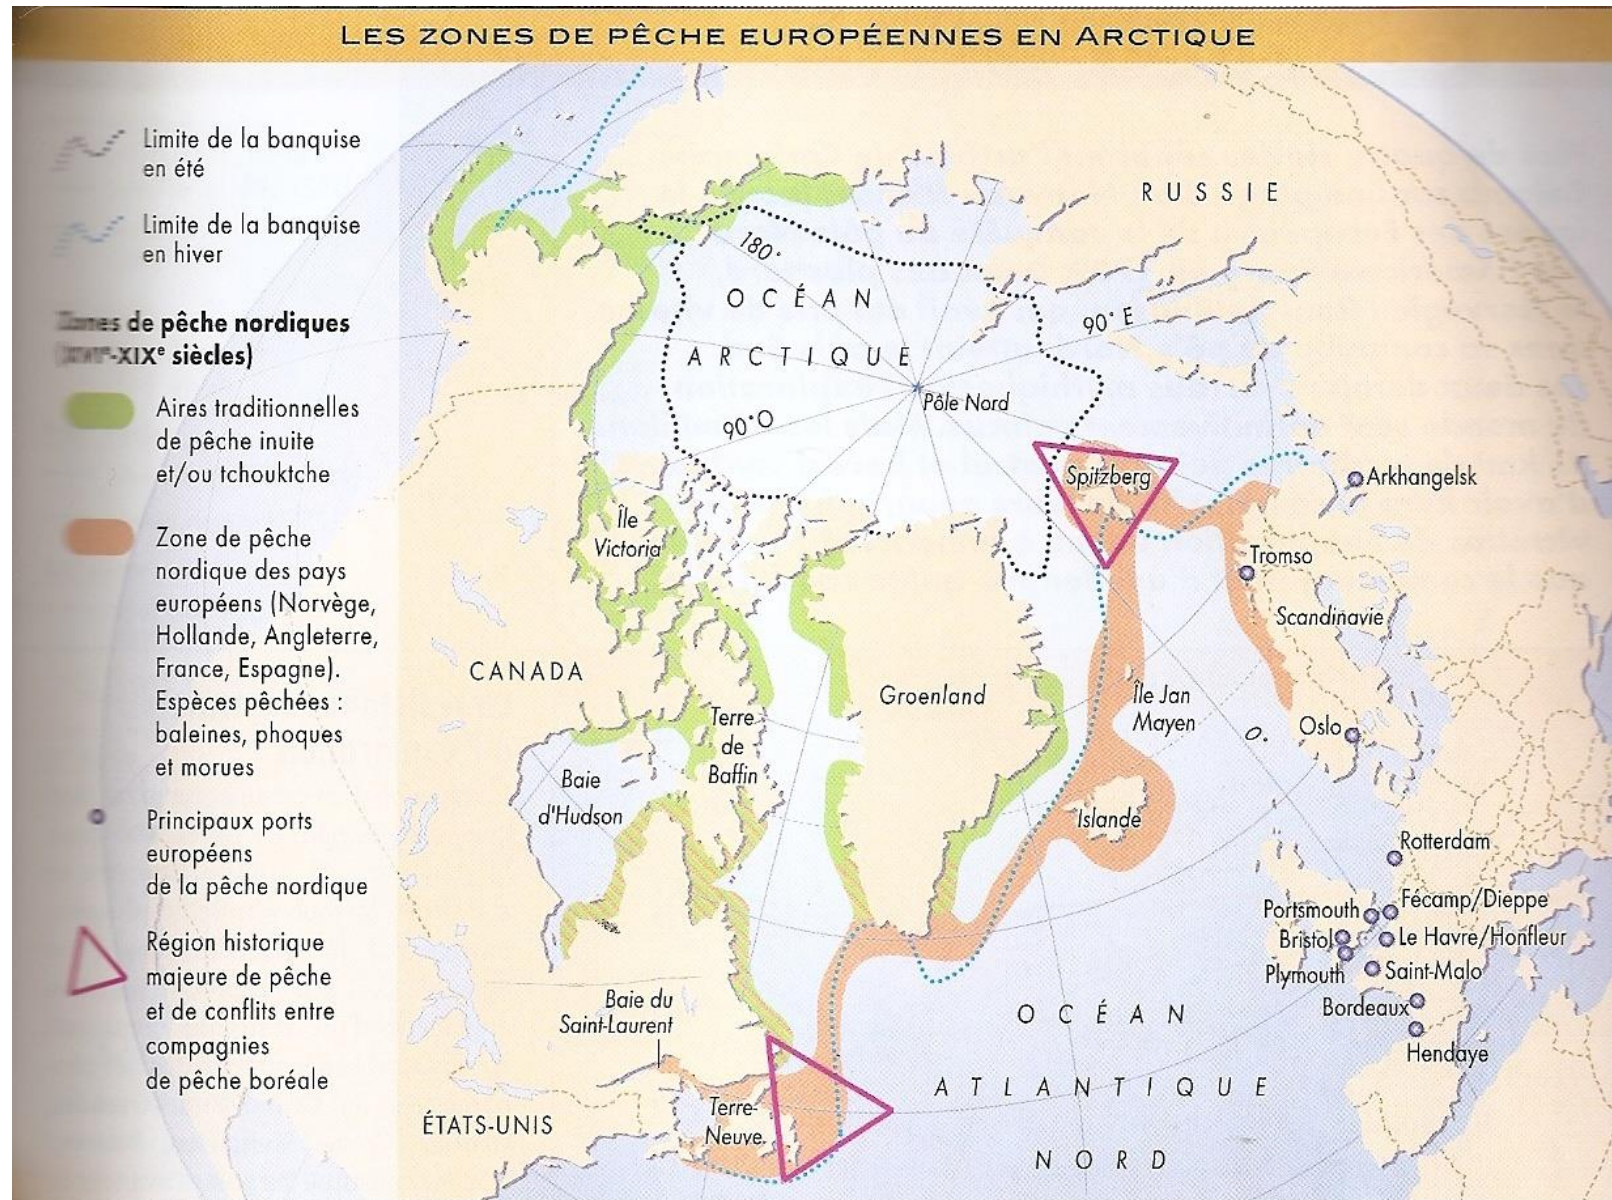 LES ZONES DE PÊCHE EUROPÉENNES EN ARCTIQUE
Limite de la banquise
en été
Limite de la banquise
en hiver
Zones de pêche nordiques
-XIXe siècles)
Aires traditionnelles
de pêche inuite
et/ou tchouktche
Zone de pêche
nordique des pays
européens (Norvège,
Hollande, Angleterre,
France, Espagne).
Espèces pêchées :
baleines, phoques
et morues
Principaux ports
européens
de la pêche nordique
Région historique
majeure de pêche
et de conflits entre
compagnies
de pêche boréale
RUSSIE
180°
OCÉAN
ARCTIQUE
90° E
Pôle Nord
90°O
Spitzberg
Arkhangelsk
Île
Victoria
Tromso
Scandinavie
CANADA
Groenland
Île Jan
Mayen
Terre
de
Baffin
Oslo
0°
Baie
d'Hudson
Islande
Rotterdam
Fécamp/Dieppe
Portsmouth
Bristol
Le Havre/Honfleur
Plymouth
Saint-Malo
Baie du
Saint-Laurent
Bordeaux
OCÉAN
Hendaye
ATLANTIQUE
Terre-
Neuve
ÉTATS-UNIS
NORD